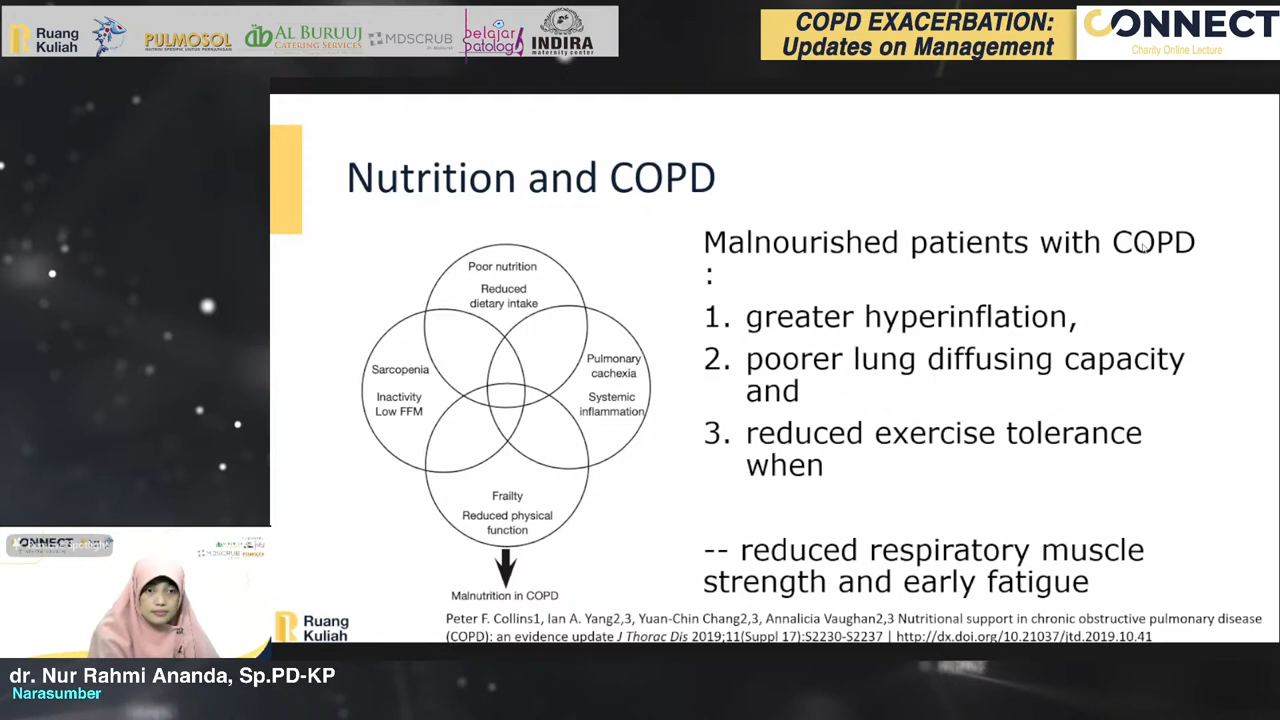 Ruang
Kuliah
PULMOSOL
NUTRISI SPESIFIK UNTUK PERNAPASAN
AL BURUUJ
CATERING SERVICES
MDSCRUB
belajar
patologi
INDIRA
maternity center
COPD EXACERBATION:
Updates on Management
CONNECT
Charity Online Lecture
Nutrition and COPD
Poor nutrition
Reduced
dietary intake
Sarcopenia
Inactivity
Low FFM
Pulmonary
cachexia
Systemic
inflammation
Frailty
Reduced physical
function
Malnutrition in COPD
Malnourished patients with COPD
:
1. greater hyperinflation,
2. poorer lung diffusing capacity
and
3. reduced exercise tolerance
when
-- reduced respiratory muscle
strength and early fatigue
Ruang
Kuliah
Peter F. Collins1, Ian A. Yang2,3, Yuan-Chin Chang2,3, Annalicia Vaughan2,3 Nutritional support in chronic obstructive pulmonary disease
(COPD): an evidence update J Thorac Dis 2019;11(Suppl 17):S2230-S2237 | http://dx.doi.org/10.21037/jtd.2019.10.41
CONNECT
MDSCRUB
dr. Nur Rahmi Ananda, Sp.PD-KP
Narasumber